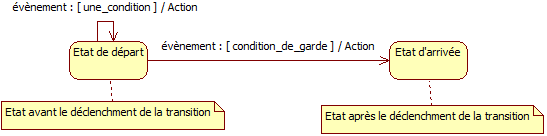 évènement : [ une_condition ] / Action
Etat de départ
évènement : [ condition_de_garde ] / Action
Etat d'arrivée
Etat avant le déclenchment de la transition
Etat après le déclenchment de la transition